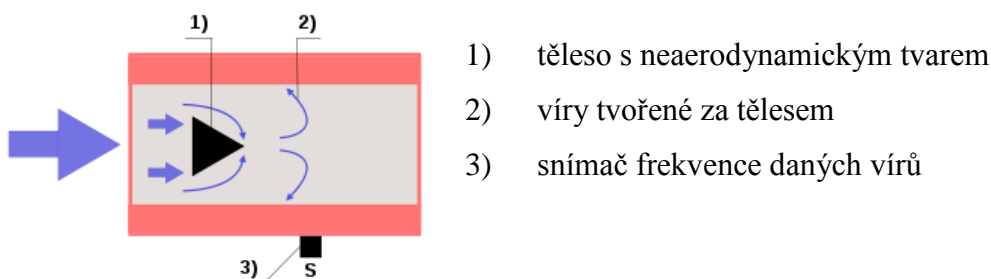 1) 2)
1) těleso s neaerodynamickým tvarem
2) víry tvořené za tělesem
3) snímač frekvence daných vírů
3) S